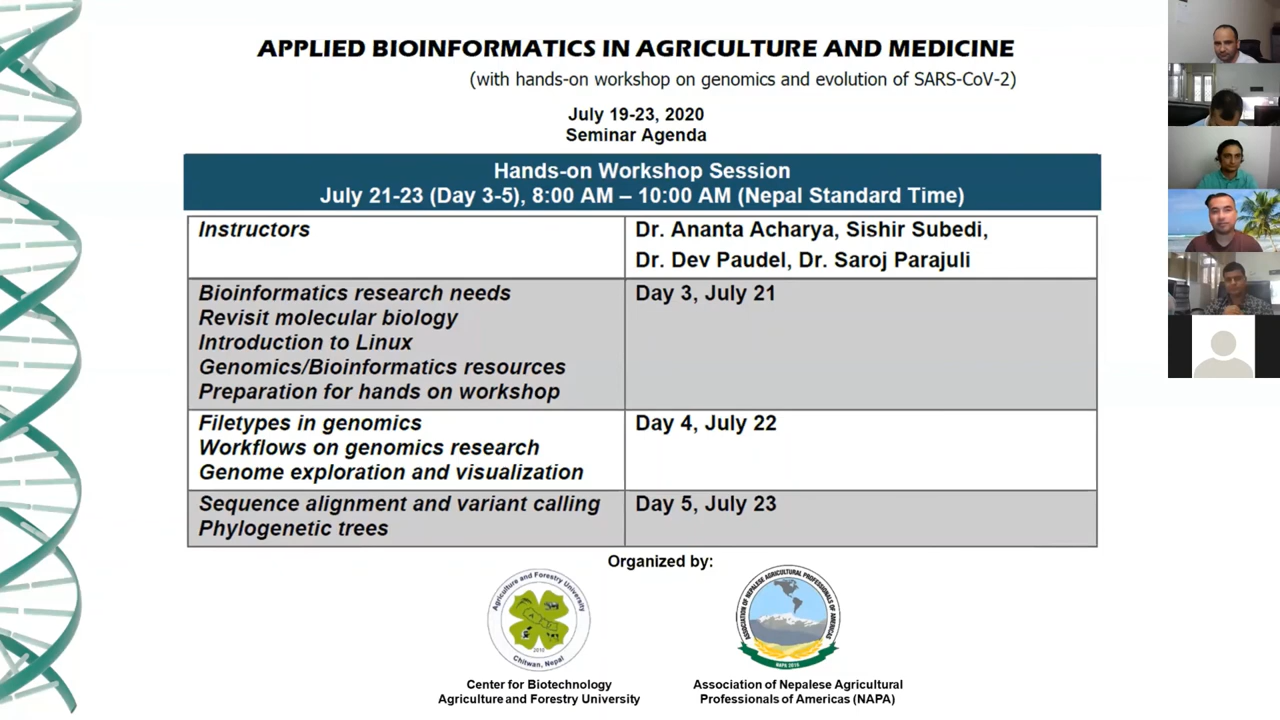 APPLIED BIOINFORMATICS IN AGRICULTURE AND MEDICINE
(with hands-on workshop on genomics and evolution of SARS-CoV-2)
July 19-23, 2020
Seminar Agenda
Hands-on Workshop Session
July 21-23 (Day 3-5), 8:00 AM – 10:00 AM (Nepal Standard Time)
Instructors
Dr. Ananta Acharya, Sishir Subedi,
Dr. Dev Paudel, Dr. Saroj Parajuli
Bioinformatics research needs
Revisit molecular biology
Introduction to Linux
Genomics/Bioinformatics resources
Preparation for hands on workshop
Day 3, July 21
Filetypes in genomics
Workflows on genomics research
Genome exploration and visualization
Day 4, July 22
Sequence alignment and variant calling
Phylogenetic trees
Day 5, July 23
Organized by:
Agriculture and Forestry University
2010
Chitwan, Nepal
ASSOCIATION OF NEPALESE AGRICULTURAL PROFESSIONALS OF AMERICAS
NAPA 2016
Center for Biotechnology
Agriculture and Forestry University
Association of Nepalese Agricultural
Professionals of Americas (NAPA)